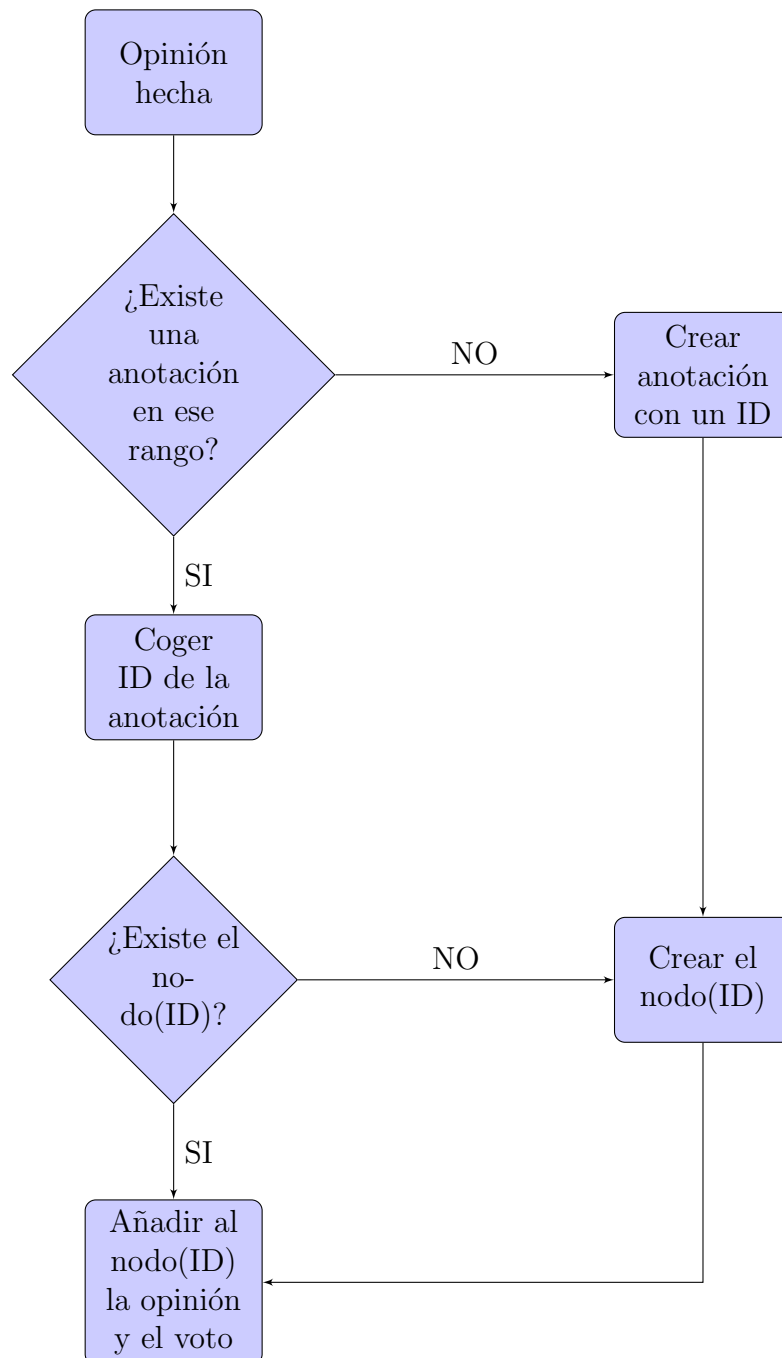 Opinión
hecha
¿Existe
una
anotación
en ese
rango?
NO
Crear
anotación
con un ID
SI
Coger
ID de la
anotación
¿Existe el
no-
do(ID)?
NO
Crear el
nodo(ID)
SI
Añadir al
nodo(ID)
la opinión
y el voto